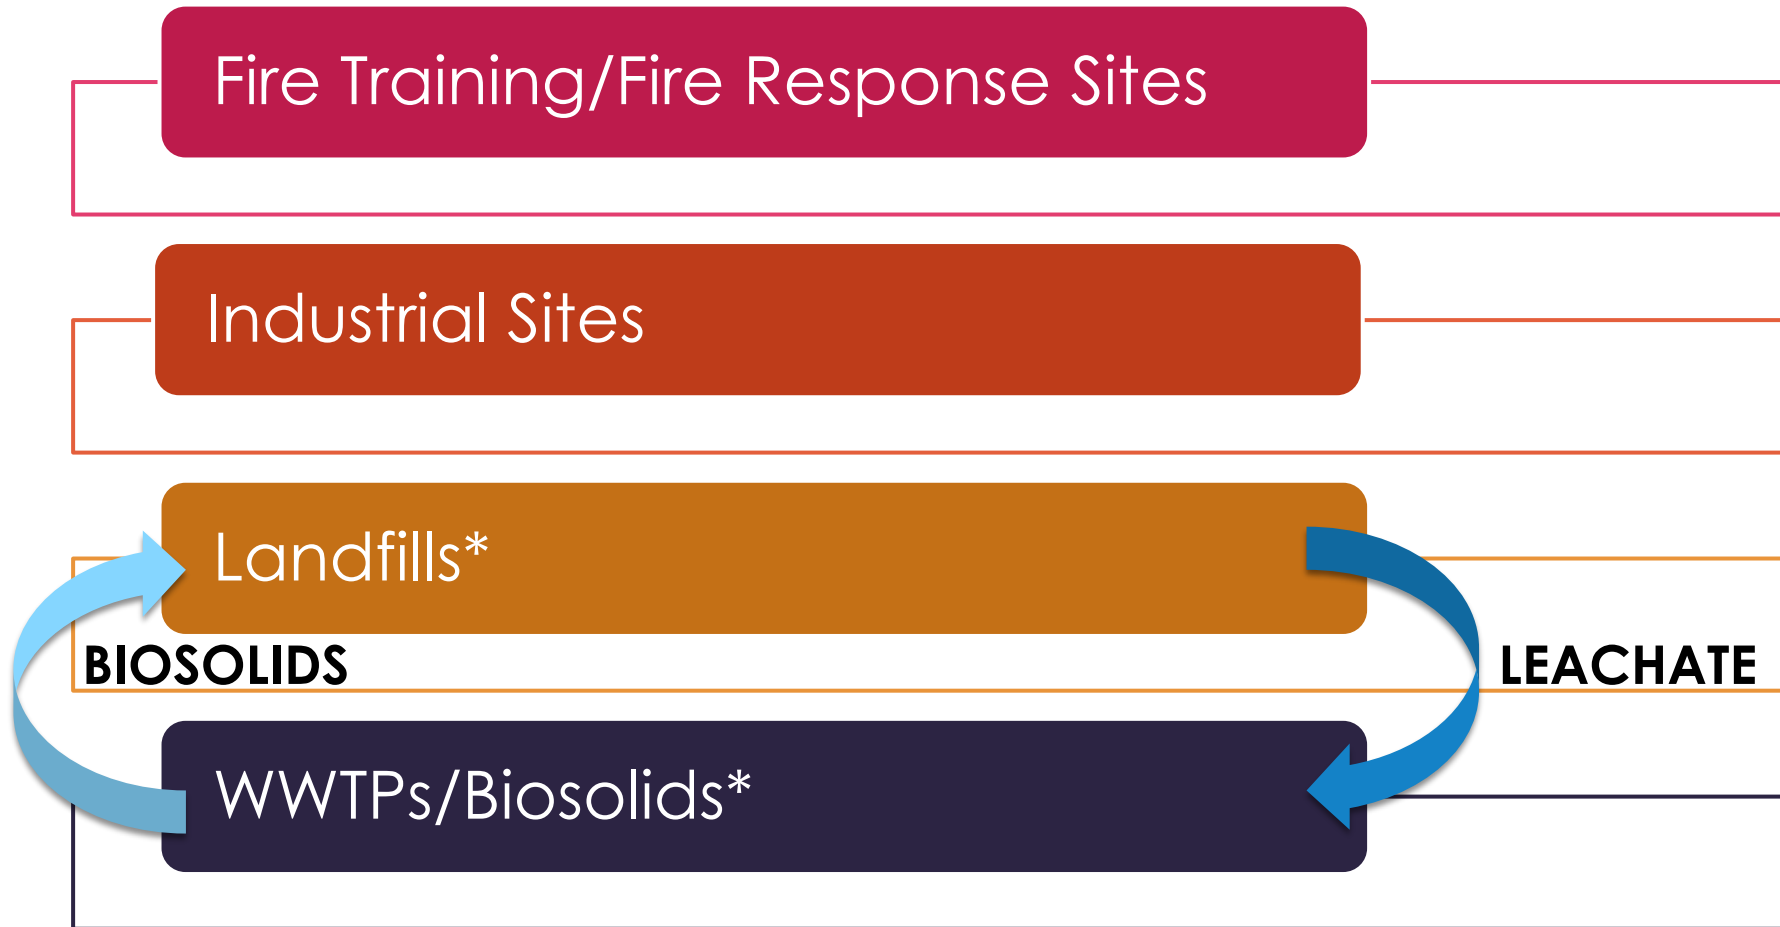 Fire Training/Fire Response Sites
Industrial Sites
Landfills*
BIOSOLIDS
LEACHATE
WWTPs/Biosolids*